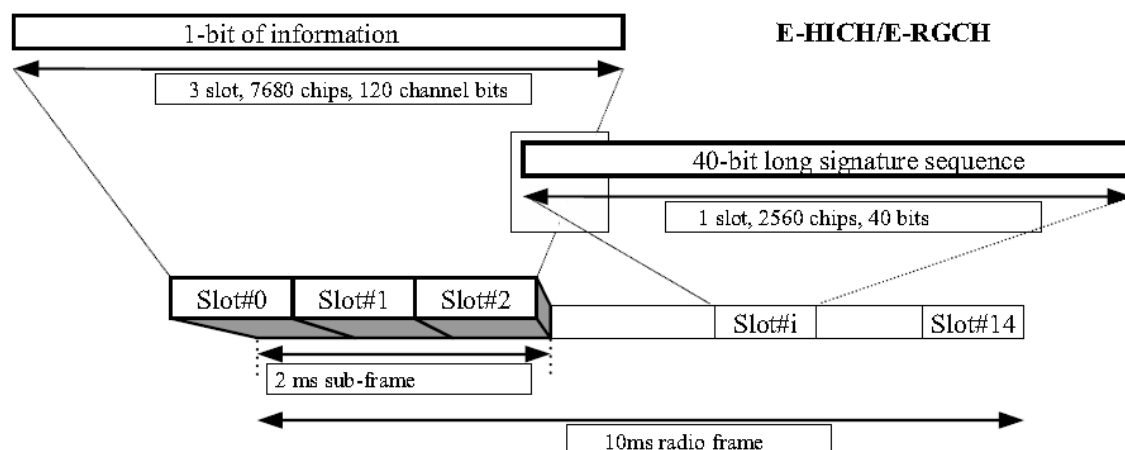 1-bit of information
E-HICH/E-RGCH
3 slot, 7680 chips, 120 channel bits
40-bit long signature sequence
1 slot, 2560 chips, 40 bits
Slot#0 Slot#1 Slot#2
Slot#i Slot#14
2 ms sub-frame
10ms radio frame